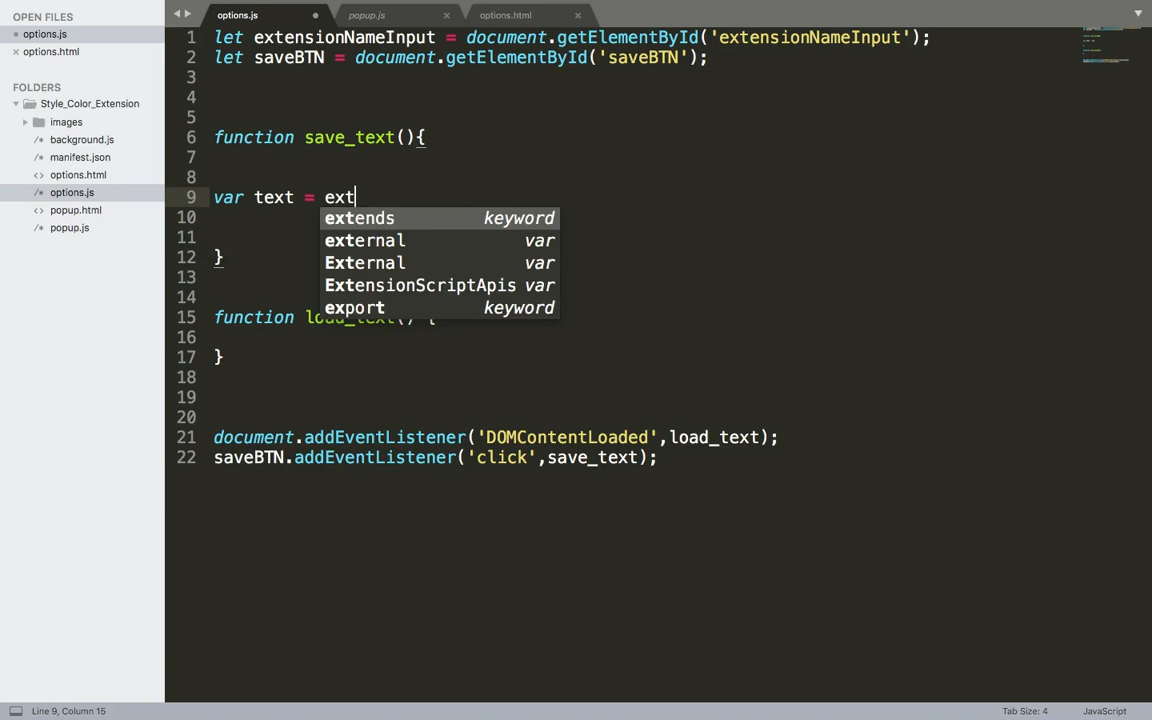 OPEN FILES
options.js
options.html
FOLDERS
Style_Color_Extension
images
background.js
manifest.json
options.html
options.js
popup.html
popup.js
options.js
popup.js
options.html
1 let extensionNameInput = document.getElementById('extensionNameInput');
2 let saveBTN = document.getElementById('saveBTN');
3
4
5
6 function save_text(){
7
8
9 var text = ext
10
11
12 }
13
14
15 function load_text() {
16
17 }
18
19
20
21 document.addEventListener('DOMContentLoaded',load_text);
22 saveBTN.addEventListener('click',save_text);
extends keyword
external var
External var
ExtensionScriptApis var
export keyword
Line 9, Column 15
Tab Size: 4
JavaScript